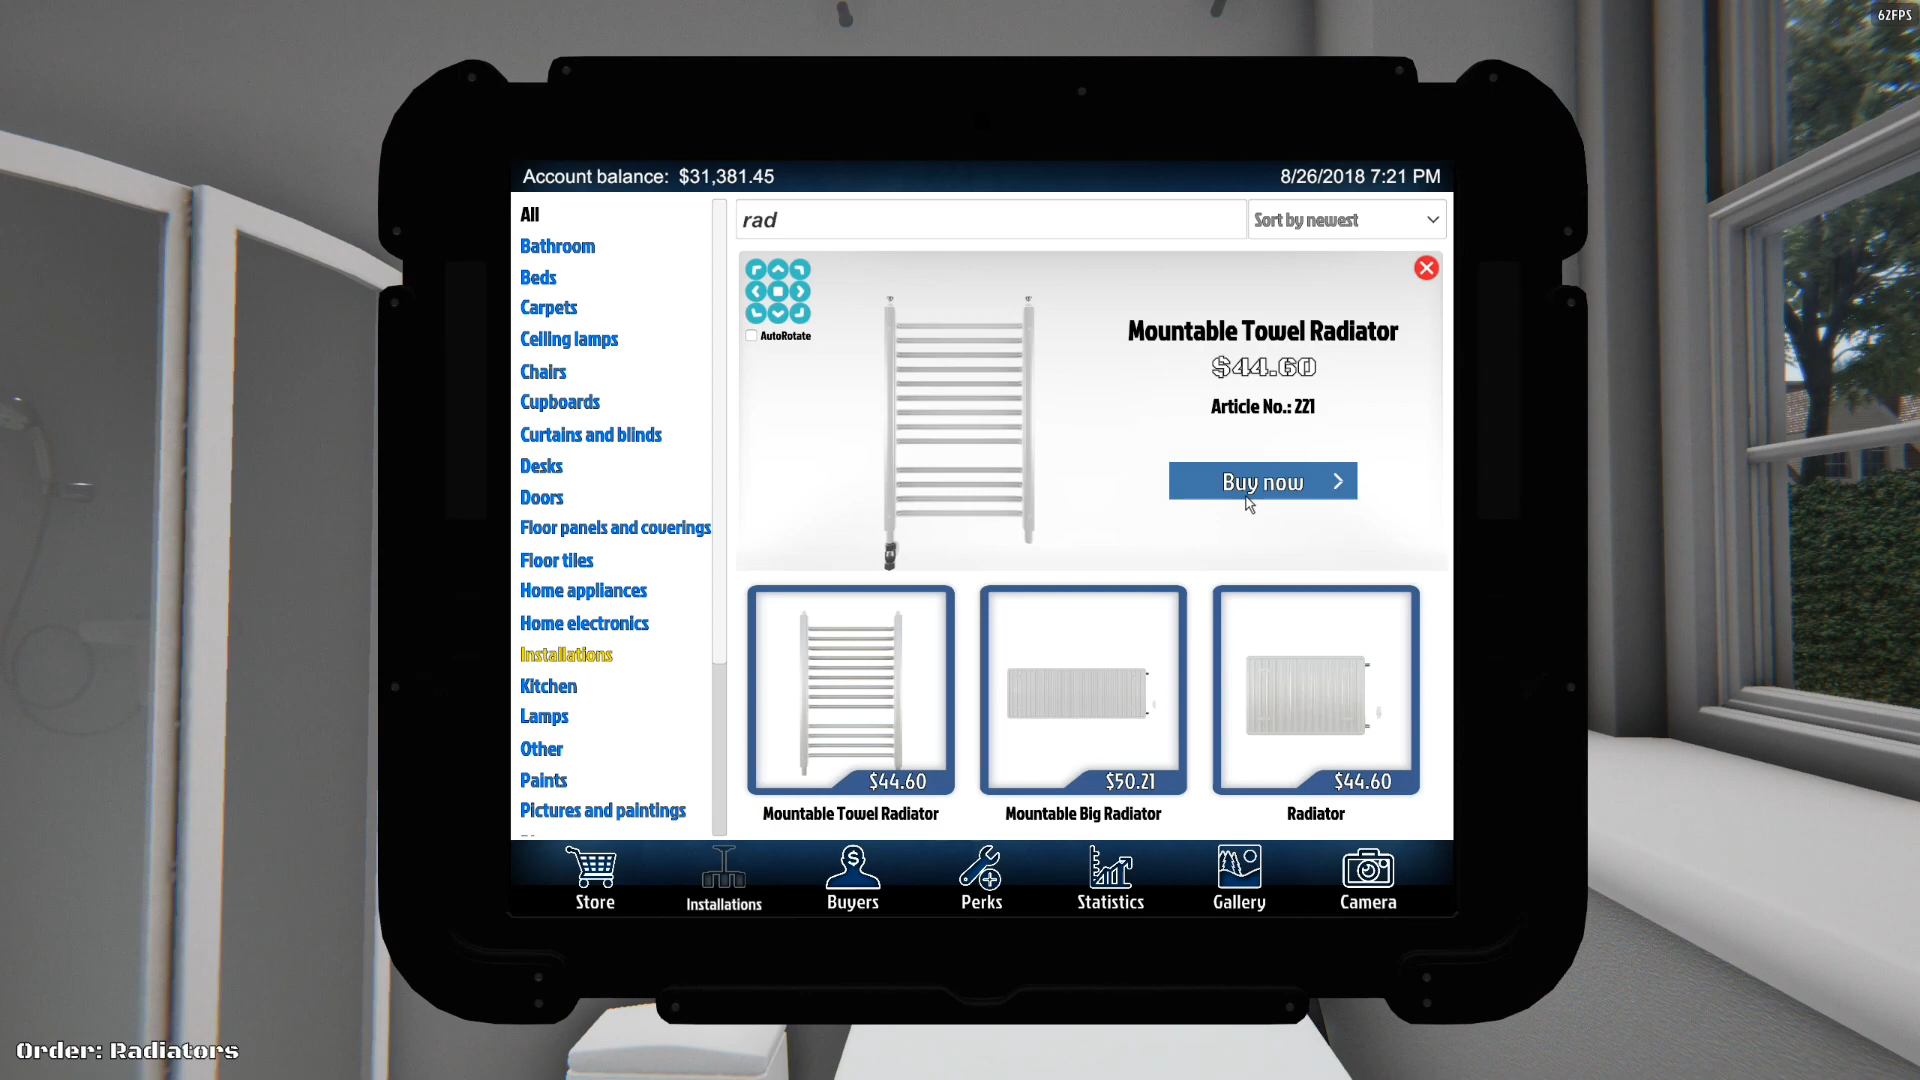 62FPS
Account balance: $31,381.45
8/26/2018 7:21 PM
All
Bathroom
Beds
Carpets
Ceiling lamps
Chairs
Cupboards
Curtains and blinds
Desks
Doors
Floor panels and coverings
Floor tiles
Home appliances
Home electronics
Installations
Kitchen
Lamps
Other
Paints
Pictures and paintings
rad
Sort by newest
AutoRotate
Mountable Towel Radiator
$44.60
Article No.: 221
Buy now
$44.60
Mountable Towel Radiator
$50.21
Mountable Big Radiator
$44.60
Radiator
Store
Installations
Buyers
Perks
Statistics
Gallery
Camera
Order: Radiators